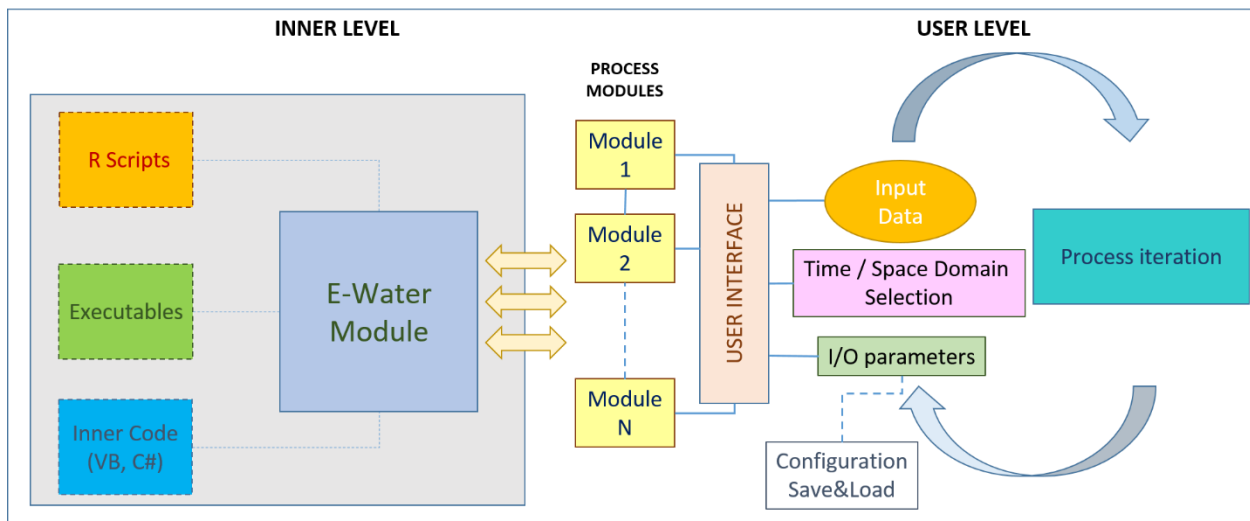 INNER LEVEL
USER LEVEL
PROCESS
MODULES
R Scripts
Executables
Inner Code
(VB, C#)
E-Water
Module
Module
1
Module
2
Module
N
USER INTERFACE
Input
Data
Time / Space Domain
Selection
I/O parameters
Configuration
Save&Load
Process iteration